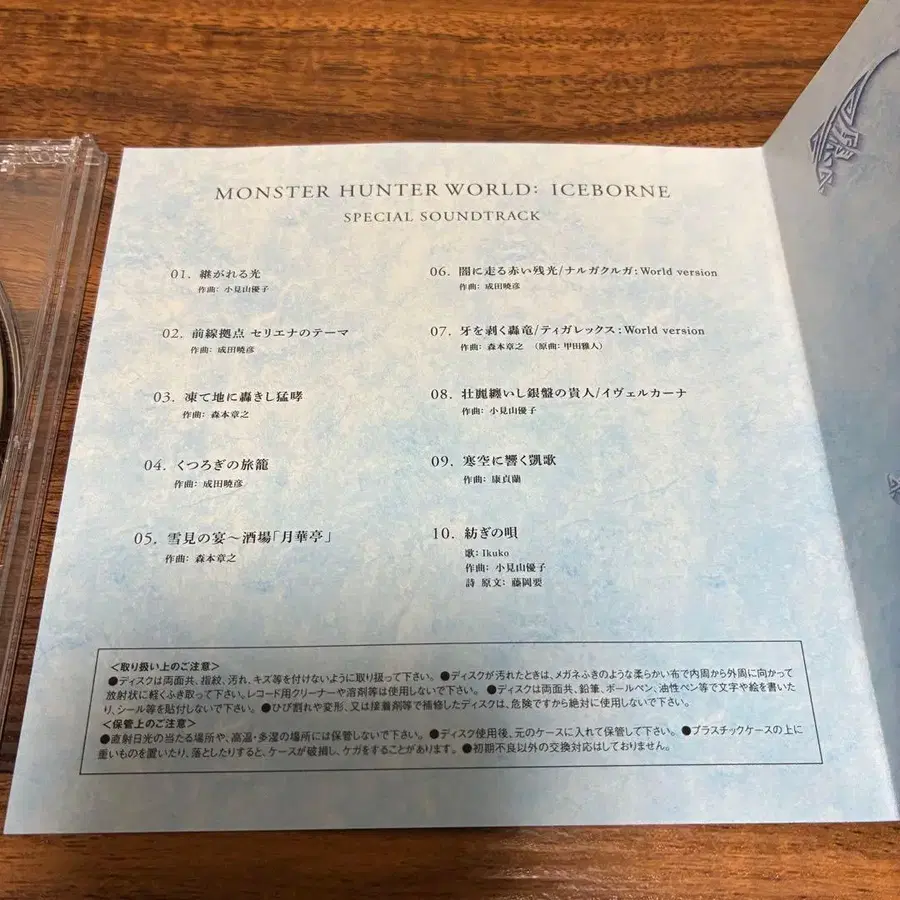 MONSTER HUNTER WORLD: ICEBORNE
SPECIAL SOUNDTRACK
01. 継がれる光
作曲: 小見山優子
02. 前線拠点 セリエナのテーマ
作曲: 成田暁彦
03. 凍て地に轟きし猛哮
作曲: 森本章之
04. くつろぎの旅籠
作曲: 成田暁彦
05. 雪見の宴～酒場「月華亭」
作曲: 森本章之
06. 闇に走る赤い残光/ナルガクルガ: World version
作曲: 成田暁彦
07. 牙を剥く轟竜/ティガレックス: World version
作曲: 森本章之 (原曲: 甲田雅人)
08. 壮麗纏いし銀盤の貴人/イヴェルカーナ
作曲: 小見山優子
09. 寒空に響く凱歌
作曲: 康貞蘭
10. 紡ぎの唄
歌: Ikuko
作曲: 小見山優子
詩 原文: 藤岡要
<取り扱い上のご注意>
●ディスクは両面共、指紋、汚れ、キズ等を付けないように取り扱って下さい。 ●ディスクが汚れたときは、メガネふきのような柔らかい布で内周から外周に向かって
放射状に軽くふき取って下さい。レコード用クリーナーや溶剤等は使用しないで下さい。 ●ディスクは両面共、鉛筆、ボールペン、油性ペン等で文字や絵を書いた
り、シール等を貼付しないで下さい。 ●ひび割れや変形、又は接着剤等で補修したディスクは、危険ですから絶対に使用しないで下さい。
<保管上のご注意>
●直射日光の当たる場所や、高温・多湿の場所には保管しないで下さい。 ●ディスク使用後、元のケースに入れて保管して下さい。 ●プラスチックケースの上に
重いものを置いたり、落としたりすると、ケースが破損し、ケガをすることがあります。 ●初期不良以外の交換対応はしておりません。